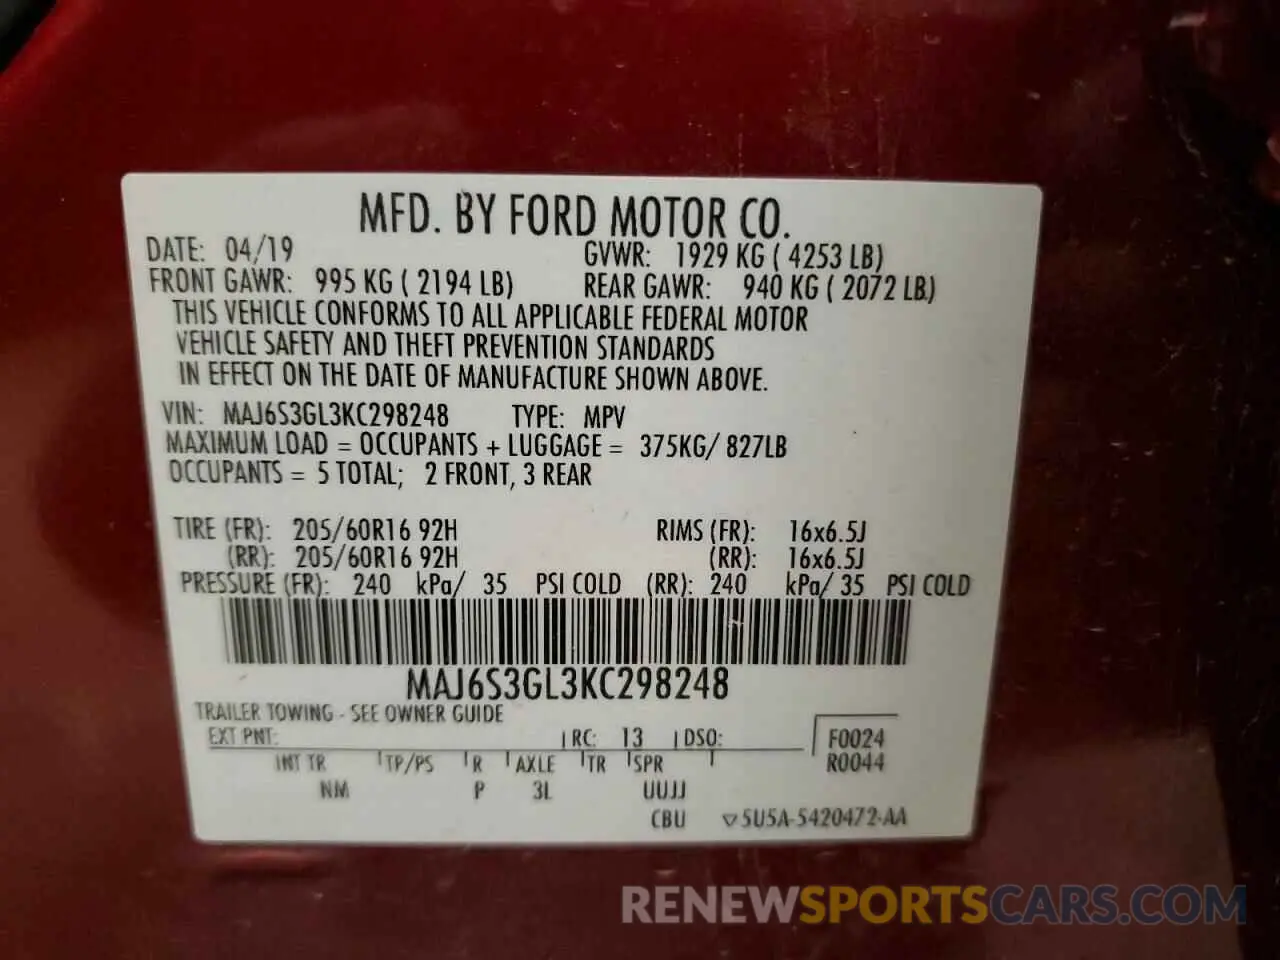 MFD. BY FORD MOTOR CO.
DATE: 04/19 GVWR: 1929 KG ( 4253 LB)
FRONT GAWR: 995 KG ( 2194 LB) REAR GAWR: 940 KG ( 2072 LB)
THIS VEHICLE CONFORMS TO ALL APPLICABLE FEDERAL MOTOR
VEHICLE SAFETY AND THEFT PREVENTION STANDARDS
IN EFFECT ON THE DATE OF MANUFACTURE SHOWN ABOVE.
VIN: MAJ6S3GL3KC298248 TYPE: MPV
MAXIMUM LOAD = OCCUPANTS + LUGGAGE = 375KG/ 827LB
OCCUPANTS = 5 TOTAL; 2 FRONT, 3 REAR
TIRE (FR): 205/60R16 92H RIMS (FR): 16x6.5J
(RR): 205/60R16 92H (RR): 16x6.5J
PRESSURE (FR): 240 kPa/ 35 PSI COLD (RR): 240 kPa/ 35 PSI COLD
MAJ6S3GL3KC298248
TRAILER TOWING - SEE OWNER GUIDE
EXT PNT: RC: 13 DSO: F0024
INT TR TP/PS R AXLE TR SPR R0044
NM P 3L UUJJ
CBU ▽5U5A-5420472-AA
RENEWSPORTSCARS.COM